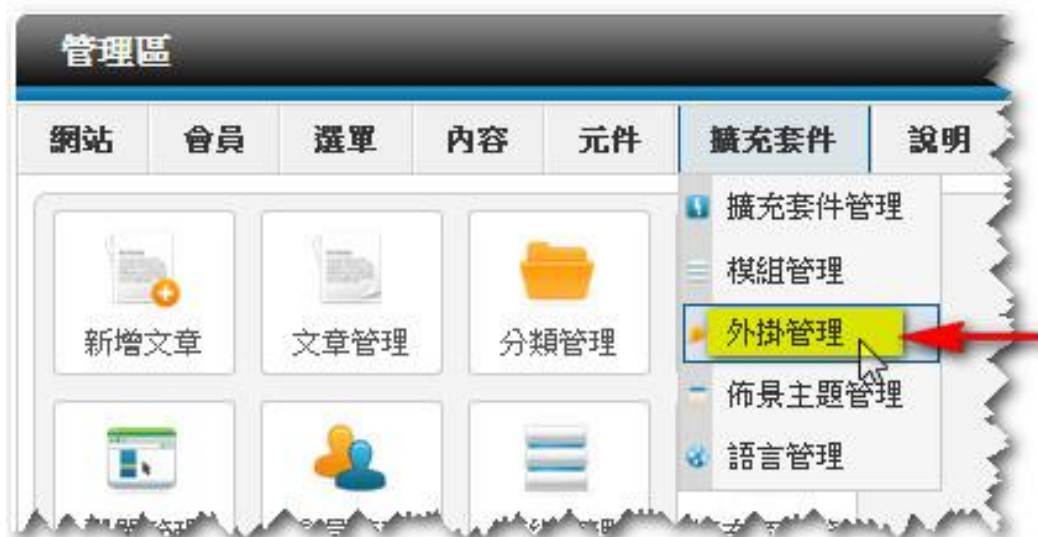 管理區
網站 會員 選單 內容 元件 擴充套件 說明
擴充套件管理
模組管理
外掛管理
佈景主題管理
語言管理
新增文章 文章管理 分類管理